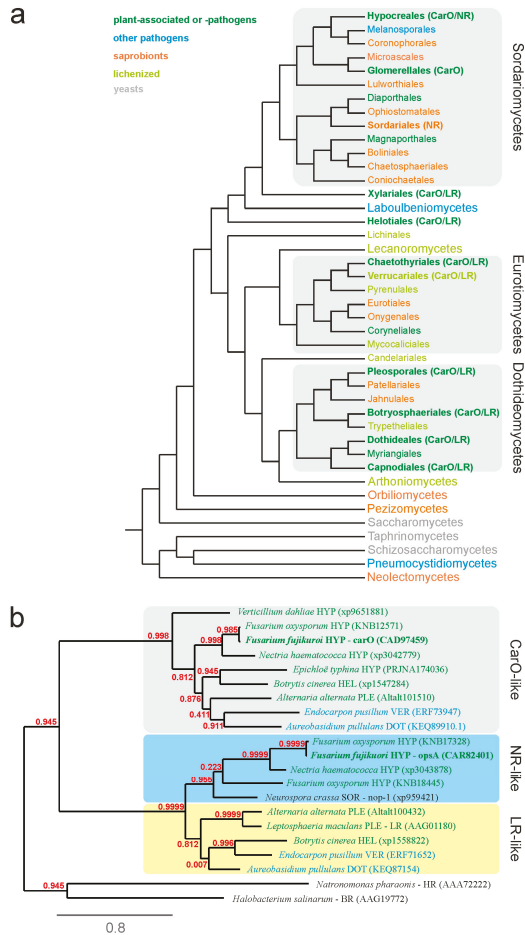 a
plant-associated or -pathogens
other pathogens
saprobionts
lichenized
yeasts
Hypocreales (CarO/NR)
Melanosporales
Coronophorales
Microascales
Glomerellales (CarO)
Lulworthiales
Diaporthales
Ophiostomatales
Sordariales (NR)
Magnaporthales
Boliniales
Chaetosphaeriales
Coniochaetales
Sordariomycetes
Xylariales (CarO/LR)
Laboulbeniomycetes
Helotiales (CarO/LR)
Lichinales
Lecanoromycetes
Chaetothyriales (CarO/LR)
Verrucariales (CarO/LR)
Pyrenulales
Eurotiales
Onygenales
Coryneliales
Mycocaliciales
Eurotiomycetes
Candelariales
Pleosporales (CarO/LR)
Patellariales
Jahnulales
Botryosphaeriales (CarO/LR)
Trypetheliales
Dothideales (CarO/LR)
Myriangiales
Capnodiales (CarO/LR)
Dothideomycetes
Arthoniomycetes
Orbiliomycetes
Pezizomycetes
Saccharomycetes
Taphrinomycetes
Schizosaccharomycetes
Pneumocystidiomycetes
Neolectomycetes
b
Verticillium dahliae HYP (xp9651881)
Fusarium oxysporum HYP (KNB12571)
Fusarium fujikuroi HYP - carO (CAD97459)
Nectria haematococca HYP (xp3042779)
Epichloë typhina HYP (PRJNA174036)
Botrytis cinerea HEL (xp1547284)
Alternaria alternata PLE (Altalt101510)
Endocarpon pusillum VER (ERF73947)
Aureobasidium pullulans DOT (KEQ89910.1)
CarO-like
0.998
0.985
0.998
0.812
0.945
0.876
0.411
0.911
0.945
Fusarium oxysporum HYP (KNB17328)
Fusarium fujikuori HYP - opsA (CAR82401)
Nectria haematococca HYP (xp3043878)
Fusarium oxysporum HYP (KNB18445)
Neurospora crassa SOR - nop-1 (xp959421)
NR-like
0.9999
0.9999
0.223
0.9999
Alternaria alternata PLE (Altalt100432)
Leptosphaeria maculans PLE - LR (AAG01180)
Botrytis cinerea HEL (xp1558822)
Endocarpon pusillum VER (ERF71652)
Aureobasidium pullulans DOT (KEQ87154)
LR-like
0.9999
0.812
0.996
0.007
0.945
Natronomonas pharaonis - HR (AAA72222)
Halobacterium salinarum - BR (AAG19772)
0.8